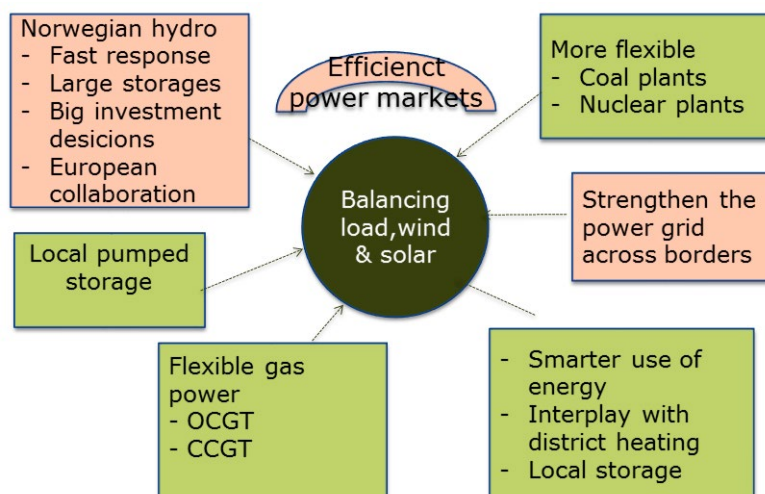 Norwegian hydro
- Fast response
- Large storages
- Big investment
desicions
- European
collaboration
Efficienct
power markets
More flexible
- Coal plants
- Nuclear plants
Balancing
load,wind
& solar
Strengthen the
power grid
across borders
Local pumped
storage
Flexible gas
power
- OCGT
- CCGT
- Smarter use of
energy
- Interplay with
district heating
- Local storage